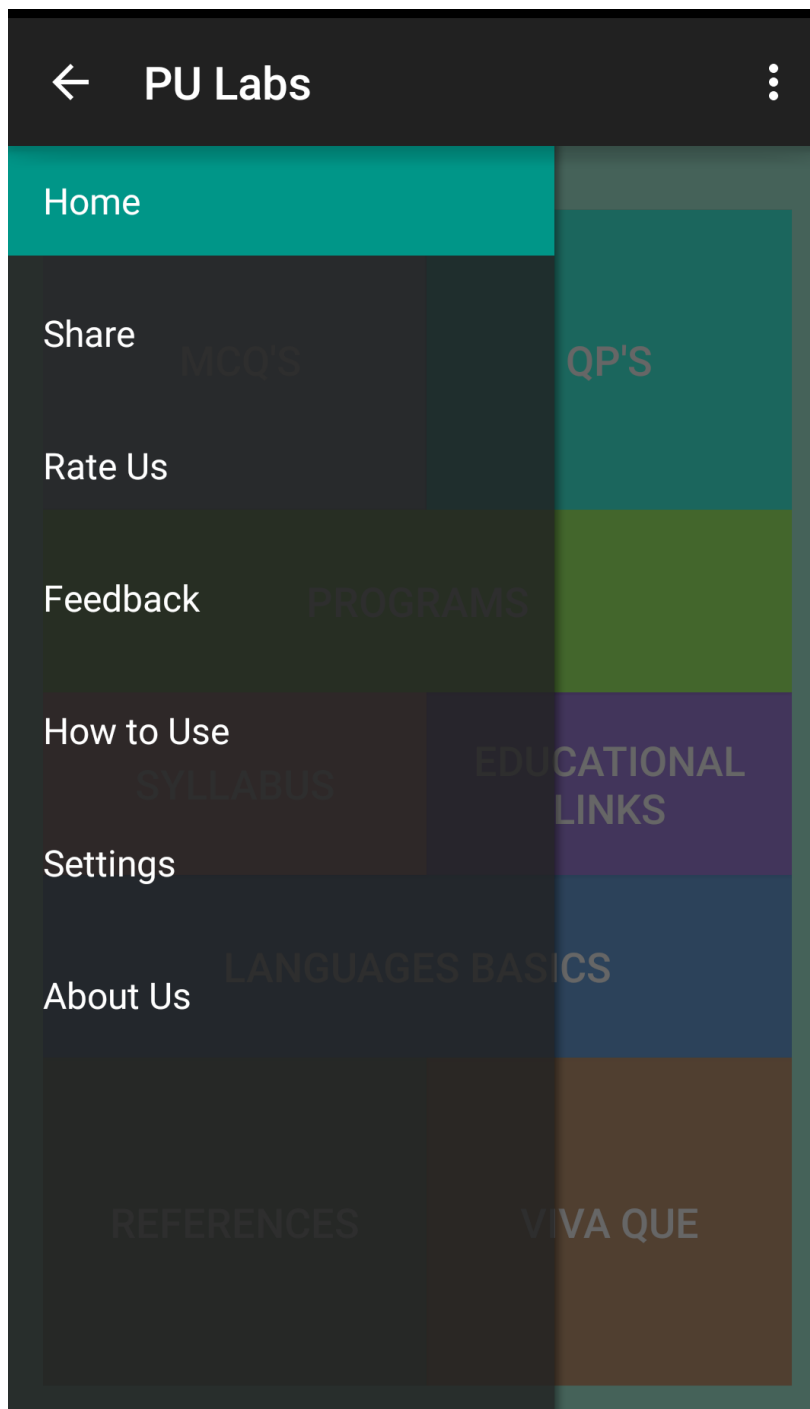 PU Labs
Home
Share
Rate Us
Feedback
How to Use
Settings
About Us
MCQ'S
QP'S
PROGRAMS
SYLLABUS
EDUCATIONAL
LINKS
LANGUAGES BASICS
REFERENCES
VIVA QUE